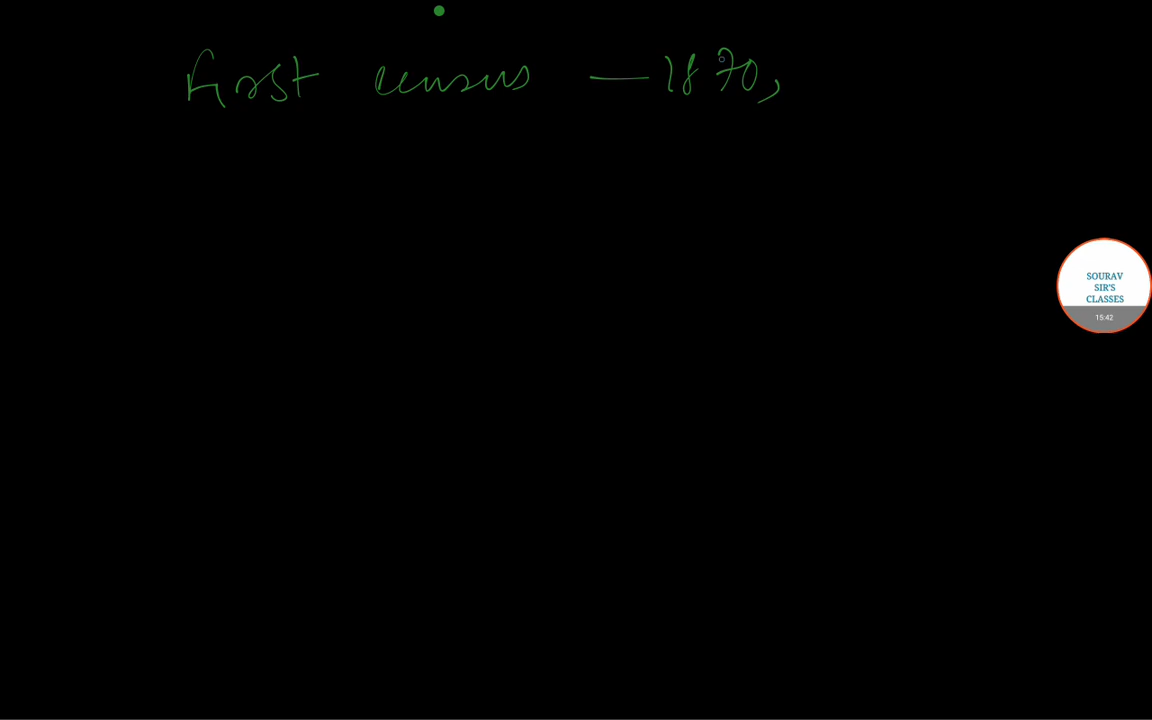 First census — 1870,
SOURAV
SIR'S
CLASSES
15:42